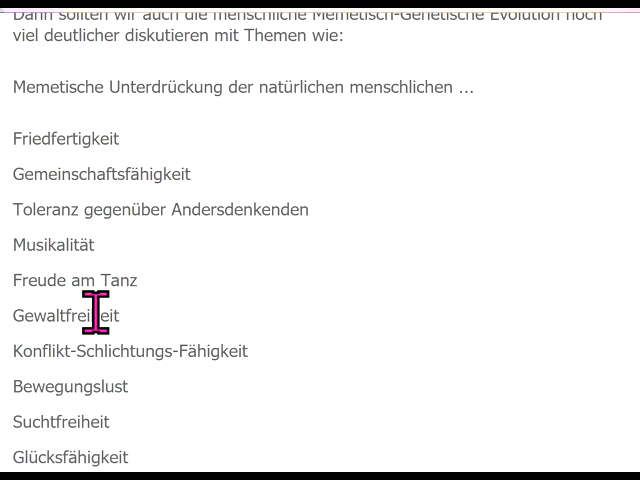 Dann sollten wir auch die menschliche Memetisch-Genetische Evolution noch
viel deutlicher diskutieren mit Themen wie:
Memetische Unterdrückung der natürlichen menschlichen ...
Friedfertigkeit
Gemeinschaftsfähigkeit
Toleranz gegenüber Andersdenkenden
Musikalität
Freude am Tanz
Gewaltfreiheit
Konflikt-Schlichtungs-Fähigkeit
Bewegungslust
Suchtfreiheit
Glücksfähigkeit